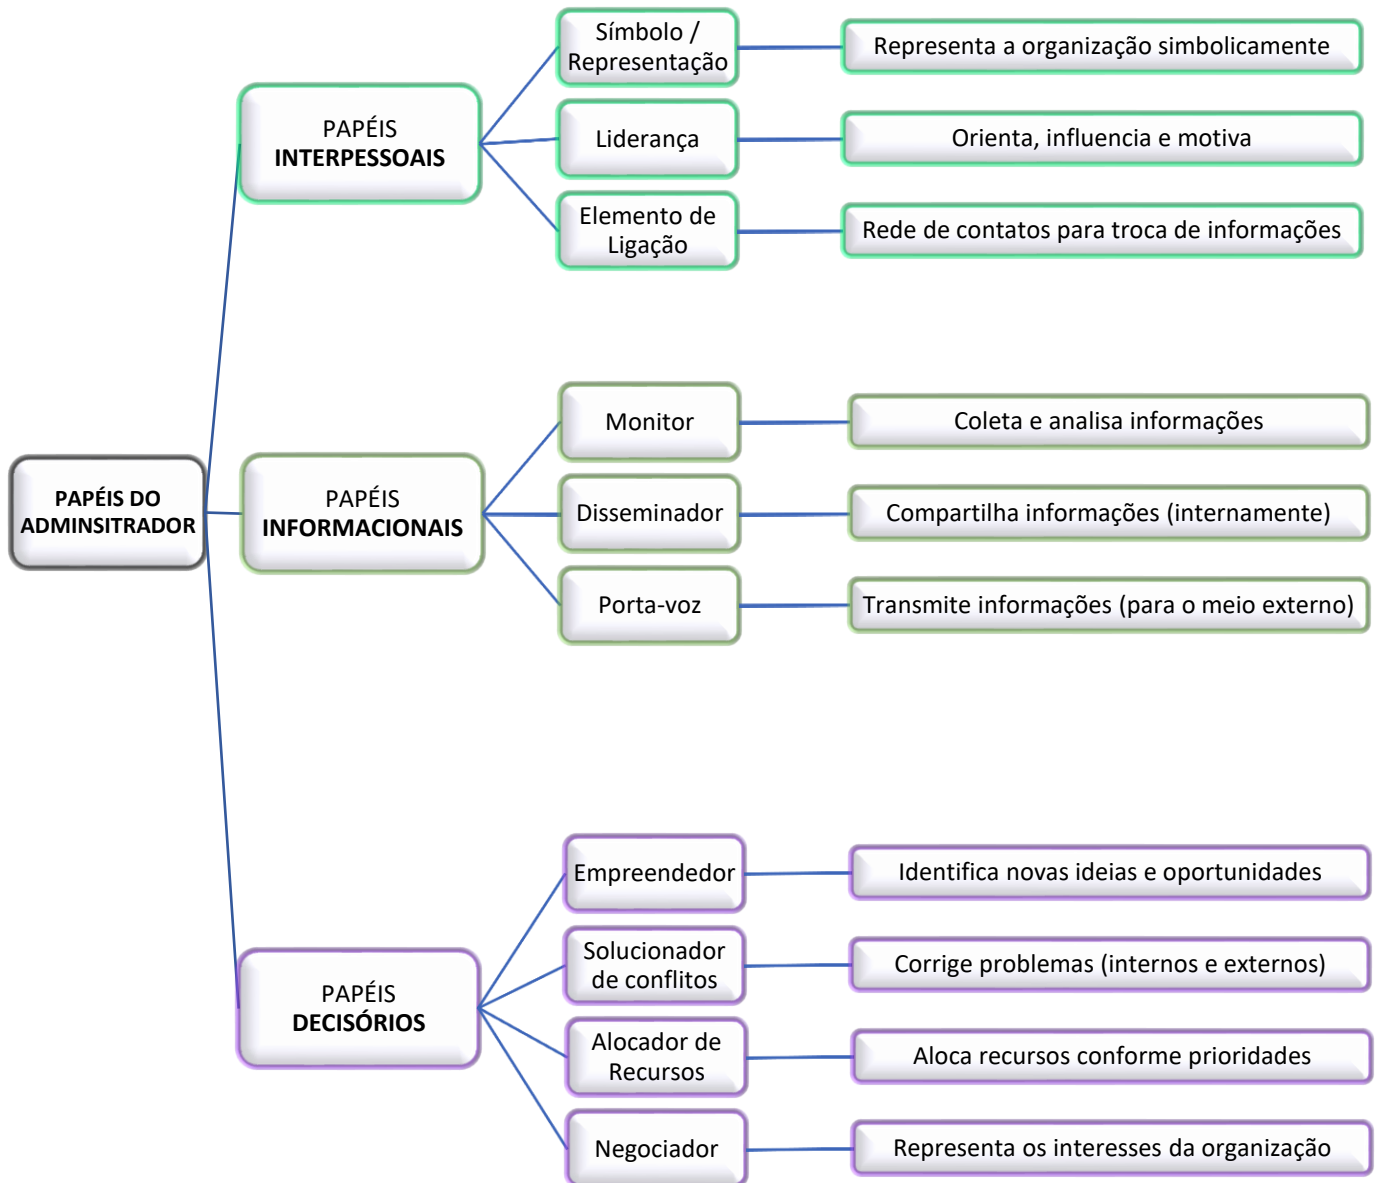 PAPÉIS DO
ADMINSITRADOR
PAPÉIS
INTERPESSOAIS
Símbolo /
Representação
Representa a organização simbolicamente
Liderança
Orienta, influencia e motiva
Elemento de
Ligação
Rede de contatos para troca de informações
PAPÉIS
INFORMACIONAIS
Monitor
Coleta e analisa informações
Disseminador
Compartilha informações (internamente)
Porta-voz
Transmite informações (para o meio externo)
PAPÉIS
DECISÓRIOS
Empreendedor
Identifica novas ideias e oportunidades
Solucionador
de conflitos
Corrige problemas (internos e externos)
Alocador de
Recursos
Aloca recursos conforme prioridades
Negociador
Representa os interesses da organização